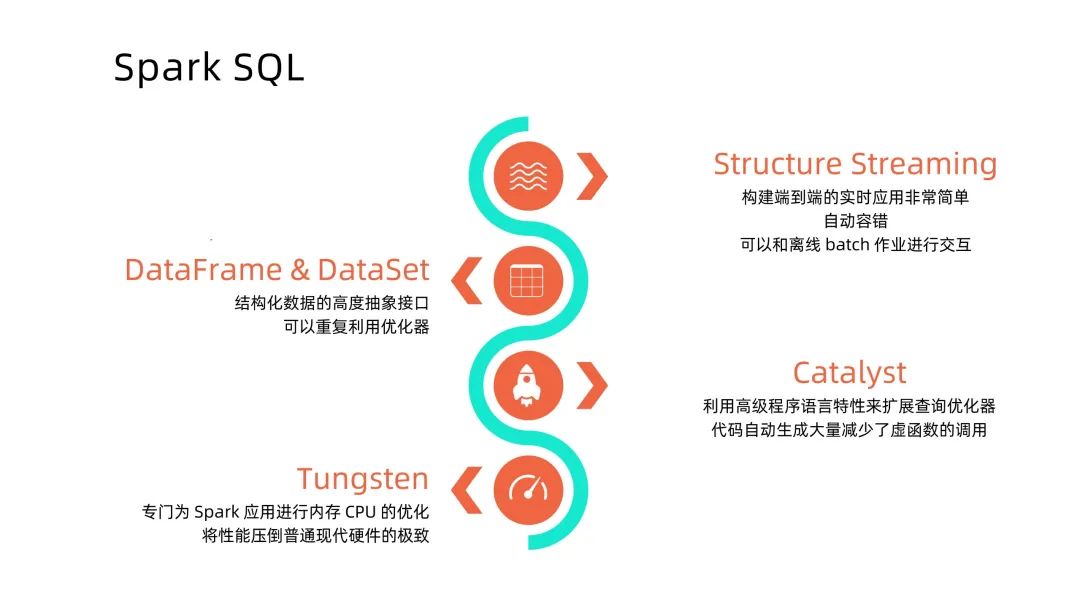 Spark SQL
Structure Streaming
构建端到端的实时应用非常简单
自动容错
可以和离线 batch 作业进行交互
DataFrame & DataSet
结构化数据的高度抽象接口
可以重复利用优化器
Catalyst
利用高级程序语言特性来扩展查询优化器
代码自动生成大量减少了虚函数的调用
Tungsten
专门为 Spark 应用进行内存 CPU 的优化
将性能压倒普通现代硬件的极致